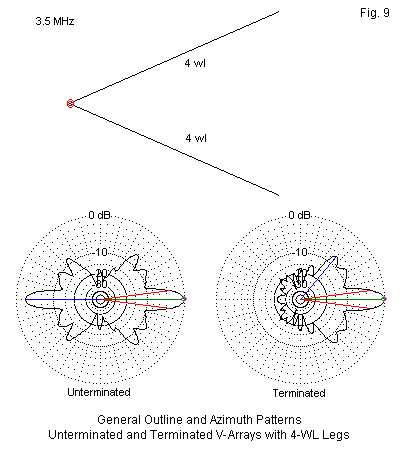 Fig. 9
3.5 MHz
4 wl
4 wl
0 dB
0 dB
-10
-10
-20
-20
-30
-30
Unterminated
Terminated
General Outline and Azimuth Patterns
Unterminated and Terminated V-Arrays with 4-WL Legs